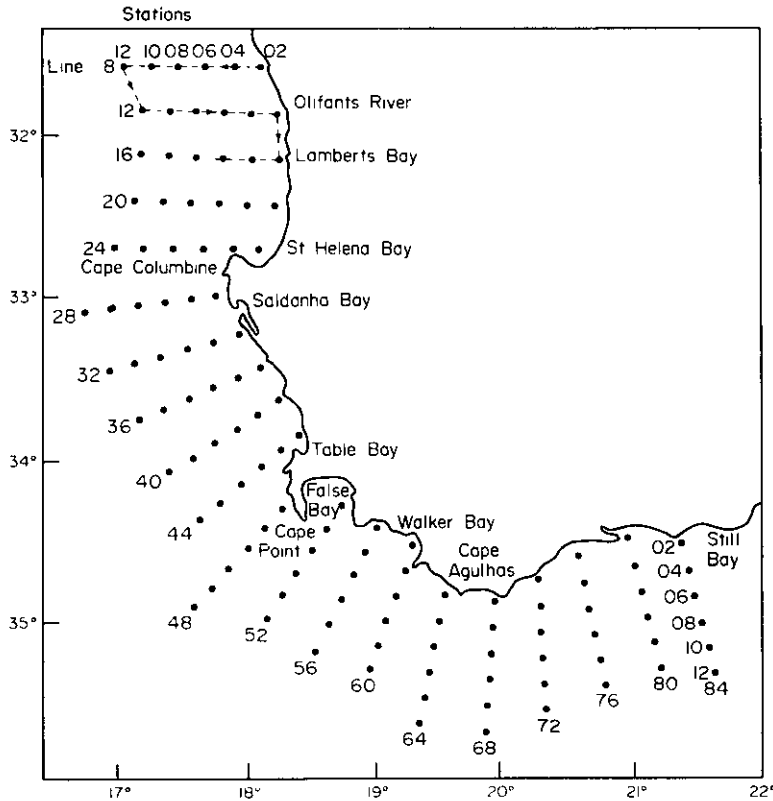 Stations
12 10 08 06 04 02
Line 8
12
Olifants River
32°
16
Lamberts Bay
20
24
St Helena Bay
Cape Columbine
33°
Saldanha Bay
28
32
36
Table Bay
34°
40
False
Bay
44
Cape
Point
Walker Bay
Cape
Agulhas
02
Still
Bay
04
06
35°
48
52
08
56
10
60
12
80
84
76
64
72
68
17°
18°
19°
20°
21°
22°